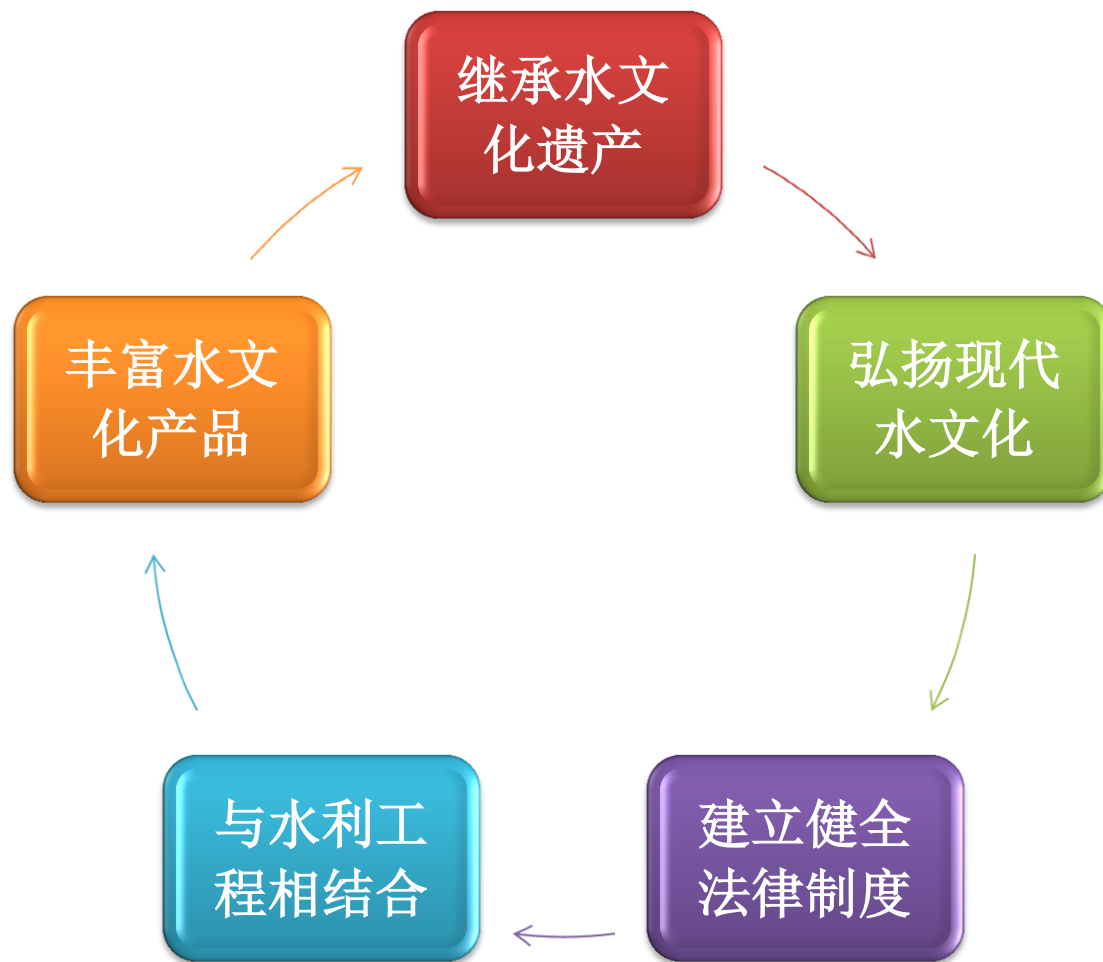 继承水文
化遗产
弘扬现代
水文化
建立健全
法律制度
与水利工
程相结合
丰富水文
化产品